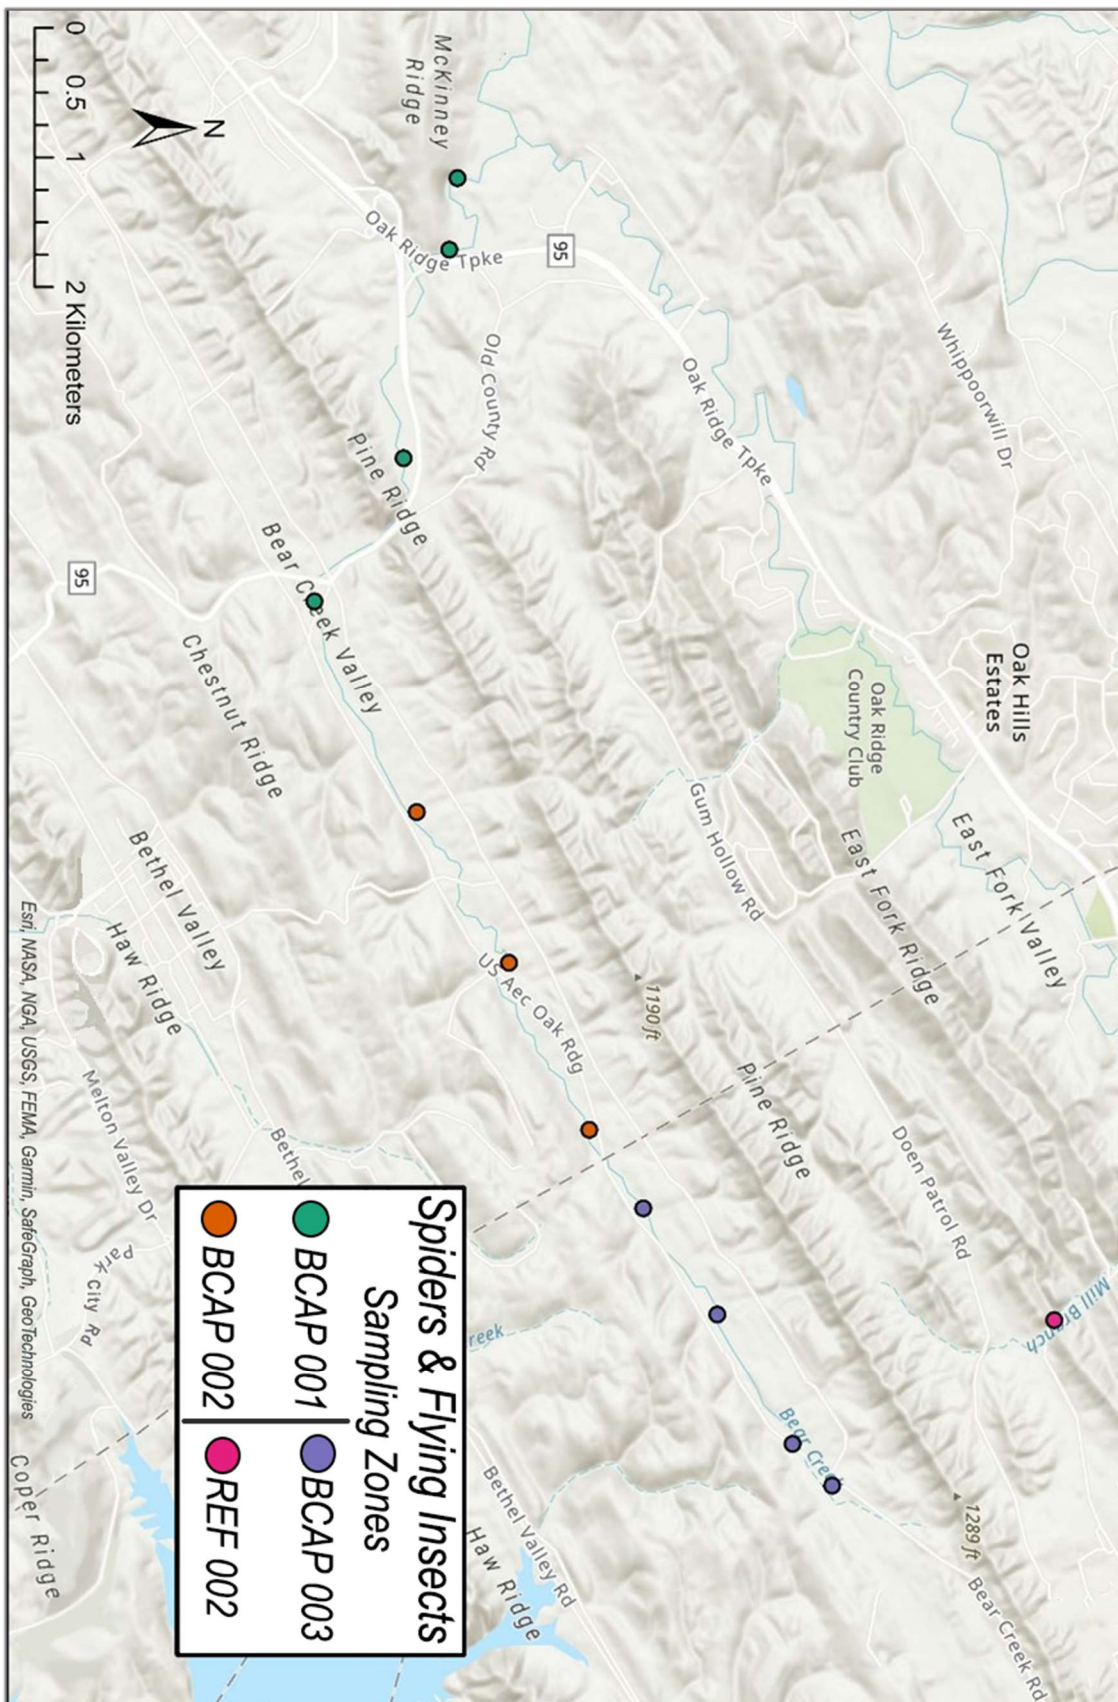 McKinney
Ridge
Oak Ridge Tpke
95
Old County Rd
Whippoorwill Dr
Oak Ridge Tpke
Oak Hills
Estates
Oak Ridge
Country Club
East Fork Valley
East Fork Ridge
Gum Hollow Rd
Pine Ridge
Bear Creek Valley
95
Chestnut Ridge
Bethel Valley
Haw Ridge
US Aec Oak Rdg
1190 ft
Pine Ridge
Doen Patrol Rd
Mill Branch
Bear Creek
1289 ft
Bear Creek Rd
Melton Valley Dr
Bethel
Park City Rd
reek
Bethel Valley Rd
Haw Ridge
Coper Ridge
N
0 0.5 1 2 Kilometers
Spiders & Flying Insects
Sampling Zones
BCAP 001 BCAP 003
BCAP 002 REF 002
Esri, NASA, NGA, USGS, FEMA, Garmin, SafeGraph, GeoTechnologies